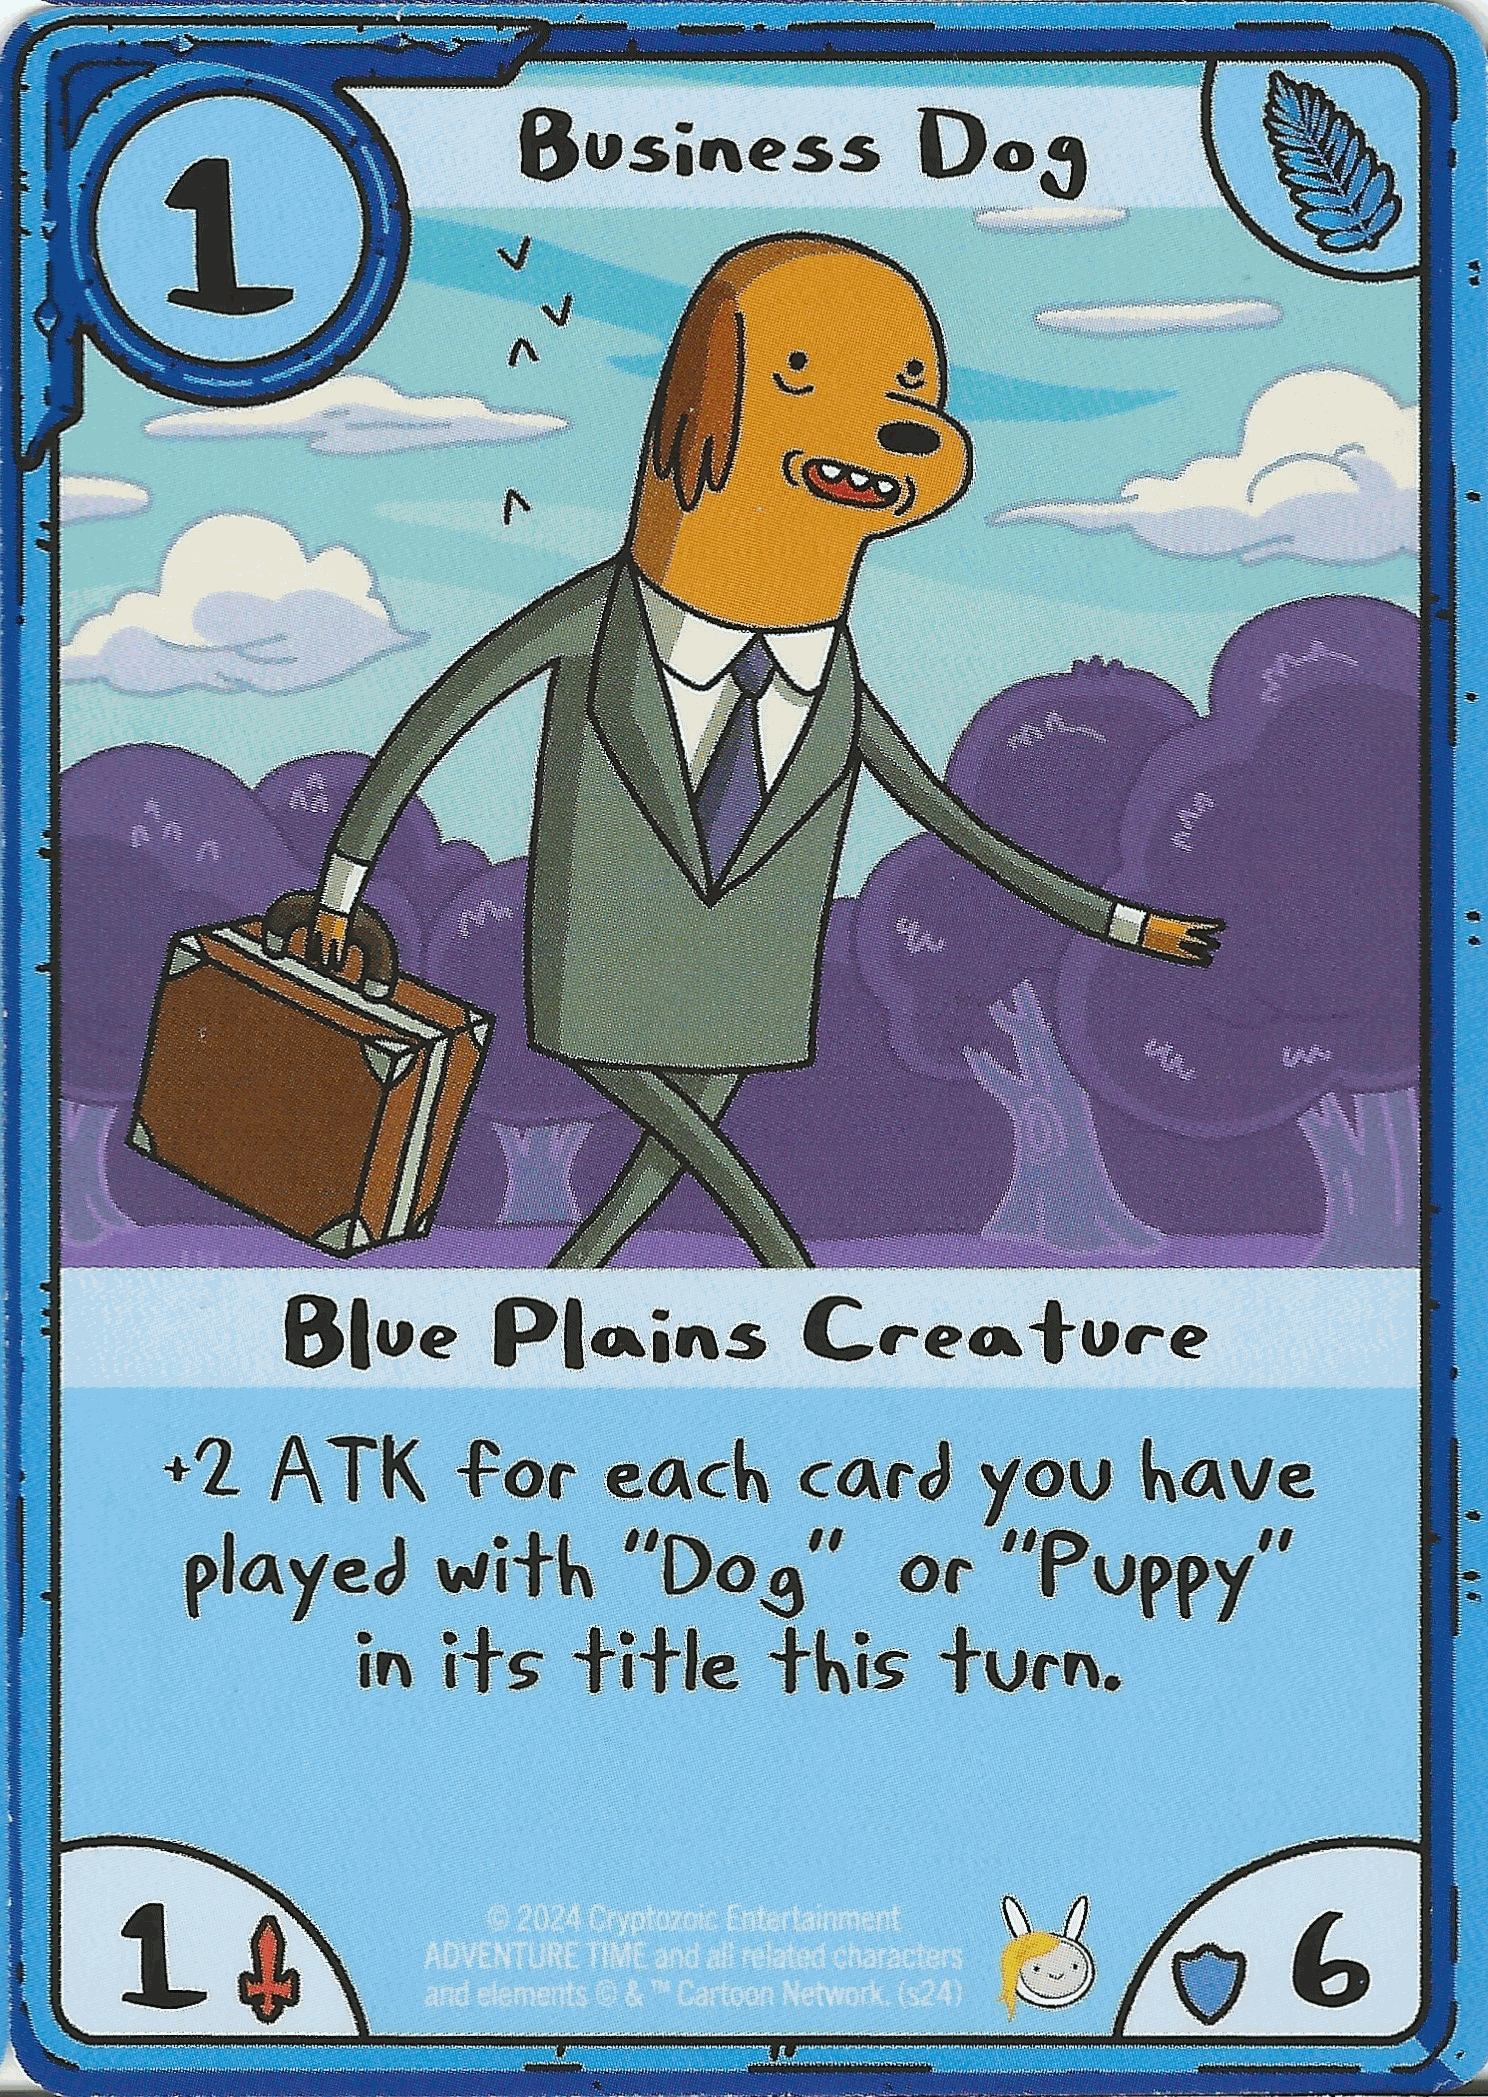 1
Business Dog
Blue Plains Creature
+2 ATK for each card you have
played with "Dog" or "Puppy"
in its title this turn.
1
© 2024 Cryptozoic Entertainment
ADVENTURE TIME and all related characters
and elements © & ™ Cartoon Network. (s24)
6